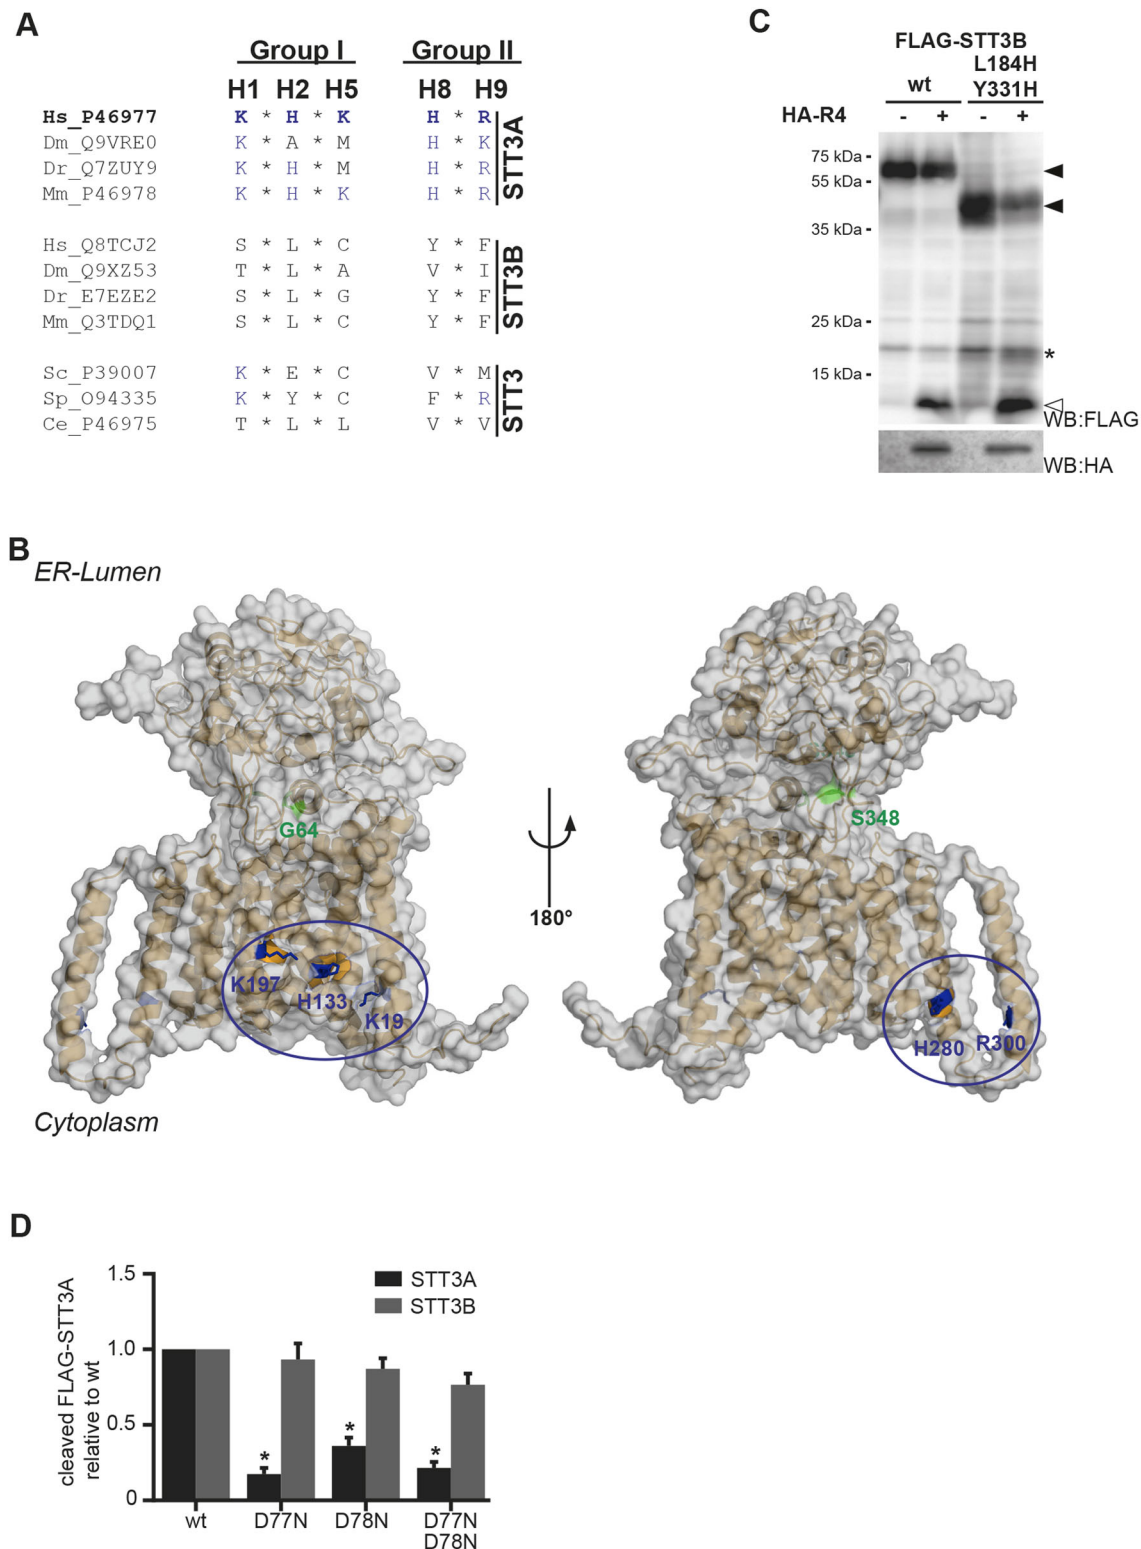 A
Group I Group II
H1 H2 H5 H8 H9
Hs_P46977 K * H * K H * R
Dm_Q9VRE0 K * A * M H * K
Dr_Q7ZUY9 K * H * M H * R
Mm_P46978 K * H * K H * R
STT3A
Hs_Q8TCJ2 S * L * C Y * F
Dm_Q9XZ53 T * L * A V * I
Dr_E7EZE2 S * L * G Y * F
Mm_Q3TDQ1 S * L * C Y * F
STT3B
Sc_P39007 K * E * C V * M
Sp_O94335 K * Y * C F * R
Ce_P46975 T * L * L V * V
STT3
C
FLAG-STT3B
wt
L184H
Y331H
HA-R4 - + - +
75 kDa -
55 kDa -
35 kDa -
25 kDa -
15 kDa -
*
WB:FLAG
WB:HA
B
ER-Lumen
G64
K197
H133
K19
180°
S348
H280
R300
Cytoplasm
D
cleaved FLAG-STT3A
relative to wt
1.5
1.0
0.5
0
STT3A
STT3B
*
*
*
wt D77N D78N D77N
D78N